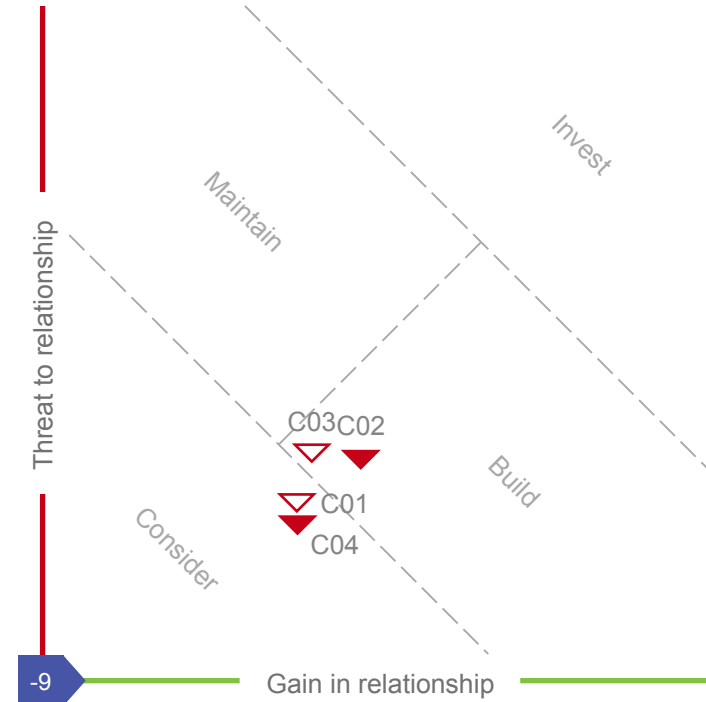 Invest
Maintain
Threat to relationship
C03
C02
Build
C01
Consider
C04
-9
Gain in relationship